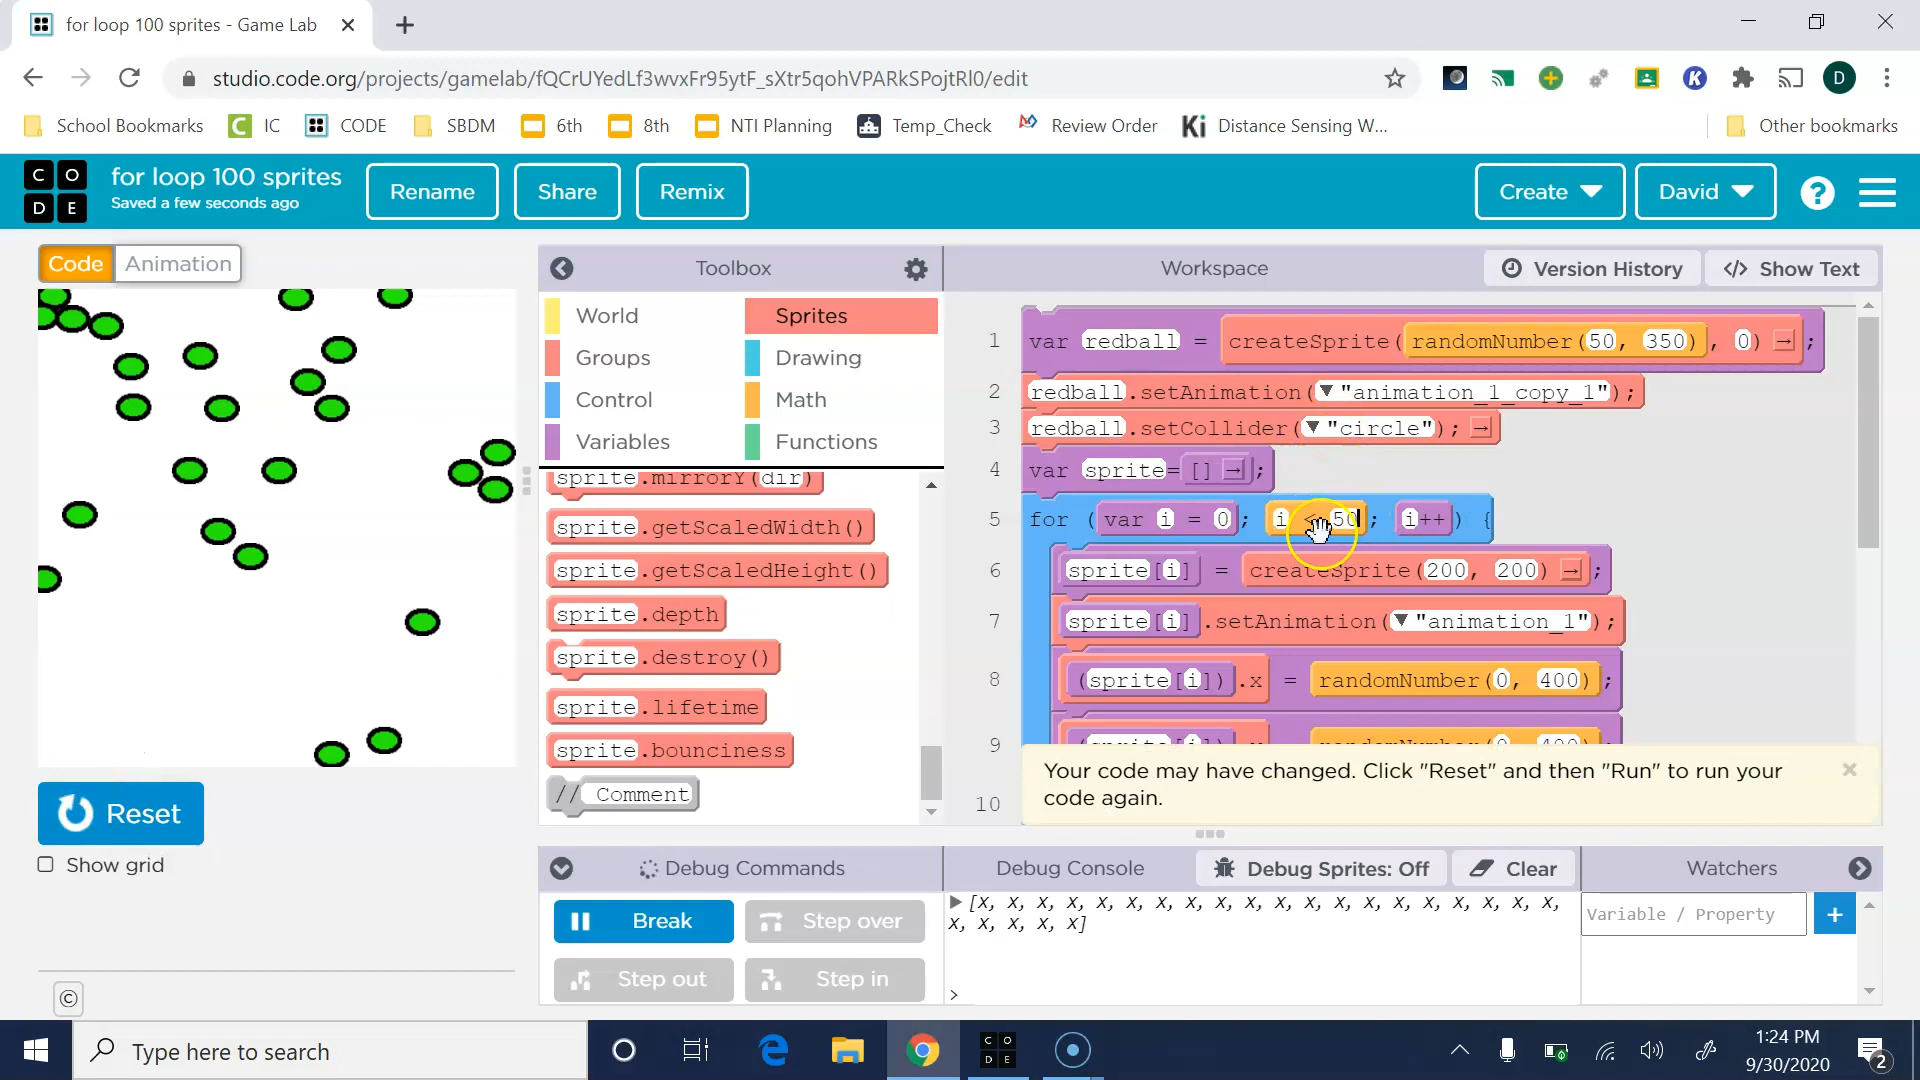 for loop 100 sprites - Game Lab
studio.code.org/projects/gamelab/fQCrUYedLf3wvxFr95ytF_sXtr5qohVPARkSPojtRl0/edit
D
School Bookmarks IC CODE SBDM 6th 8th NTI Planning Temp_Check Review Order Distance Sensing W... Other bookmarks
C O D E
for loop 100 sprites
Saved a few seconds ago
Rename Share Remix Create David ?
Code Animation
Toolbox
Workspace
Version History
</> Show Text
World Sprites
Groups Drawing
Control Math
Variables Functions
sprite.mirrorY(dir)
sprite.getScaledWidth()
sprite.getScaledHeight()
sprite.depth
sprite.destroy()
sprite.lifetime
sprite.bounciness
// Comment
1 var redball = createSprite(randomNumber(50, 350), 0) → ;
2 redball.setAnimation( ▼ "animation_1_copy_1");
3 redball.setCollider( ▼ "circle"); →
4 var sprite= [] → ;
5 for (var i = 0; i < 50; i++) {
6 sprite[i] = createSprite(200, 200) → ;
7 sprite[i].setAnimation( ▼ "animation_1");
8 (sprite[i]).x = randomNumber(0, 400);
9
10
Your code may have changed. Click "Reset" and then "Run" to run your
code again.
Reset
Show grid
©
Debug Commands
Break Step over
Step out Step in
Debug Console
Debug Sprites: Off
Clear
Watchers
[X, X, X, X, X, X, X, X, X, X, X, X, X, X, X, X, X, X, X, X,
X, X, X, X, X]
>
Variable / Property
+
Type here to search
C O D E
1:24 PM
9/30/2020
2